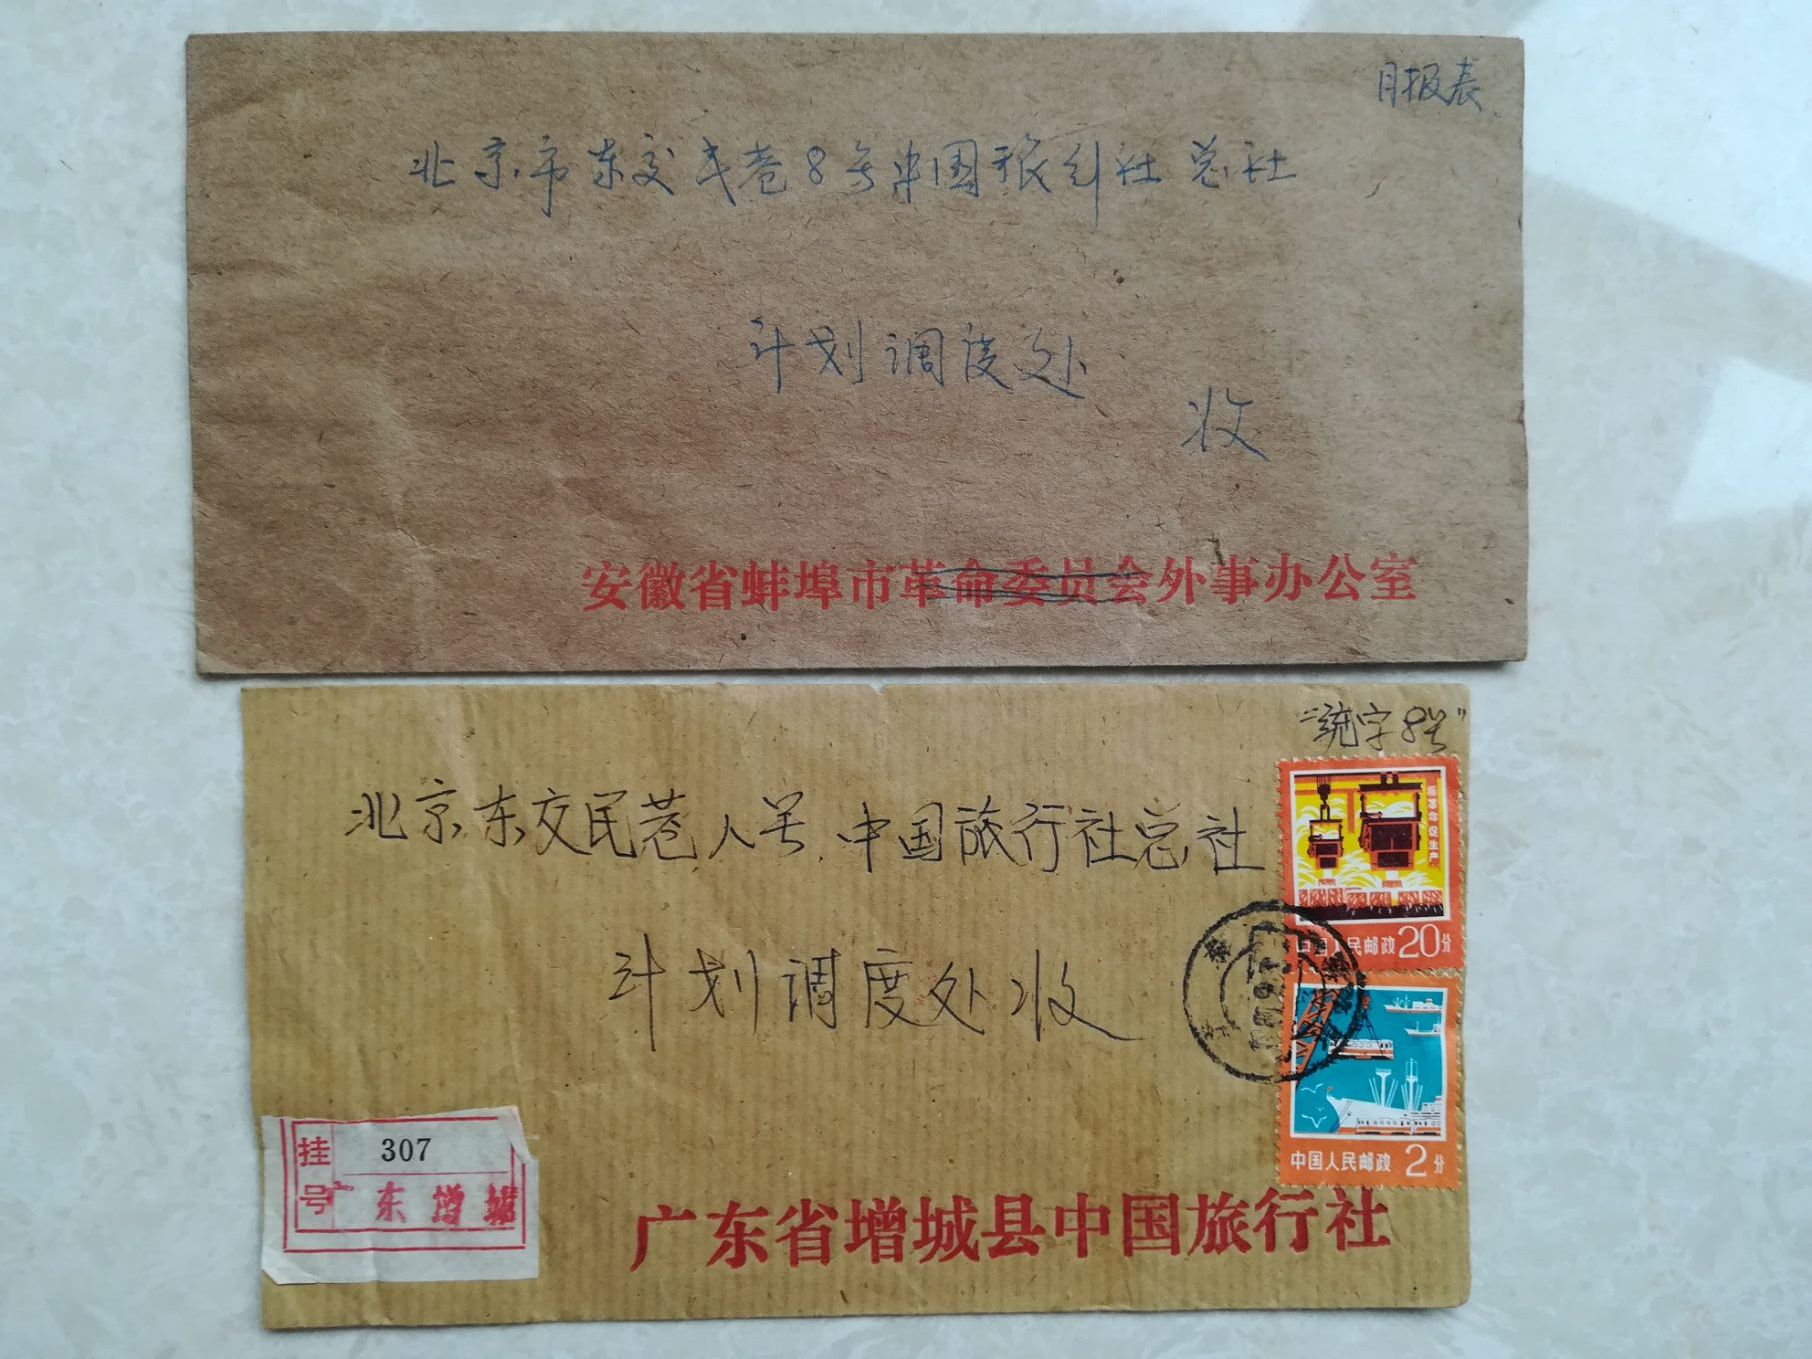 月报表
北京市东交民巷8号中国旅行社总社
计划调度处
收
安徽省蚌埠市革命委员会外事办公室
"统字8号"
北京东交民巷八号中国旅行社总社
计划调度处收
中国人民邮政20分
中国人民邮政 2分
挂号
307
广东增城
广东省增城县中国旅行社